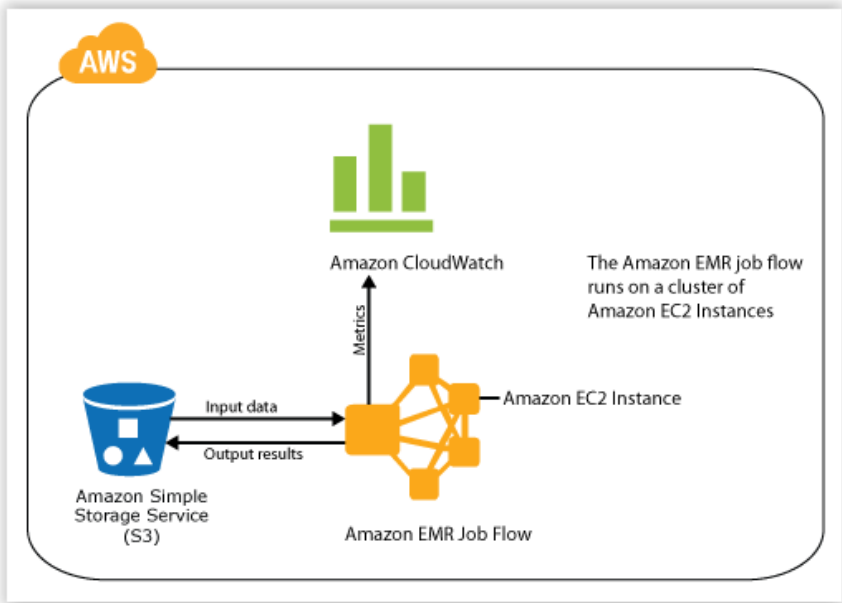 AWS
Amazon CloudWatch
The Amazon EMR job flow
runs on a cluster of
Amazon EC2 Instances
Metrics
Amazon EC2 Instance
Input data
Output results
Amazon Simple
Storage Service
(S3)
Amazon EMR Job Flow